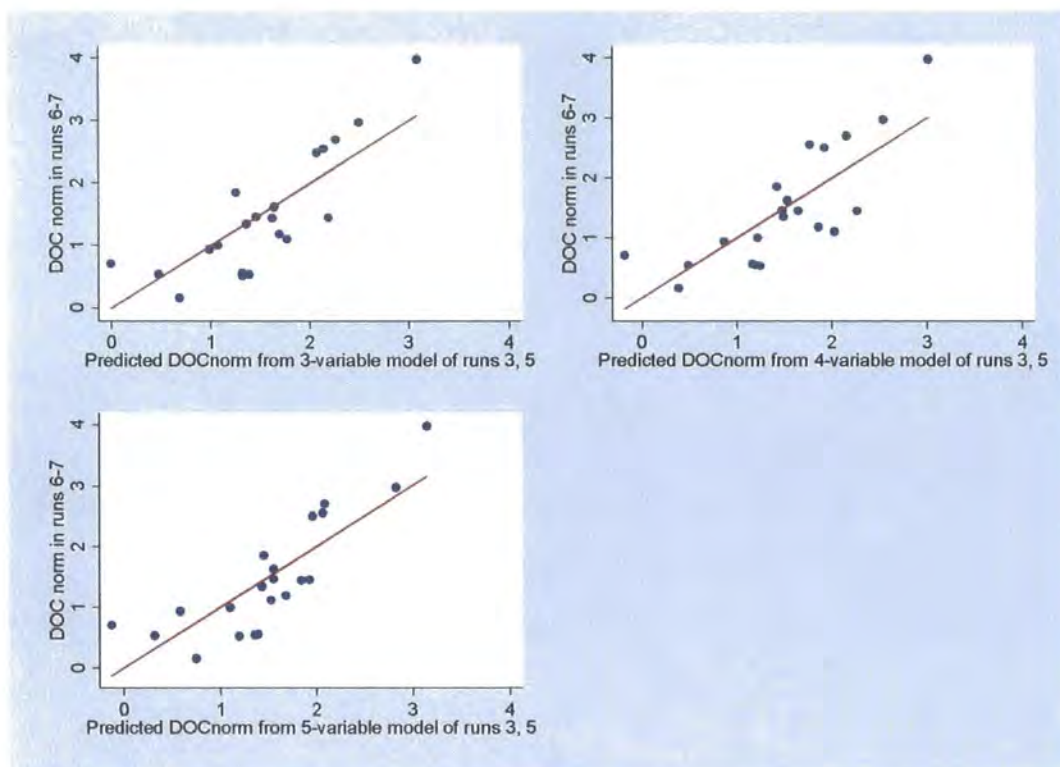 4
3
2
1
0
DOC norm in runs 6-7
0 1 2 3 4
Predicted DOCnorm from 3-variable model of runs 3, 5
4
3
2
1
0
DOC norm in runs 6-7
0 1 2 3 4
Predicted DOCnorm from 4-variable model of runs 3, 5
4
3
2
1
0
DOC norm in runs 6-7
0 1 2 3 4
Predicted DOCnorm from 5-variable model of runs 3, 5